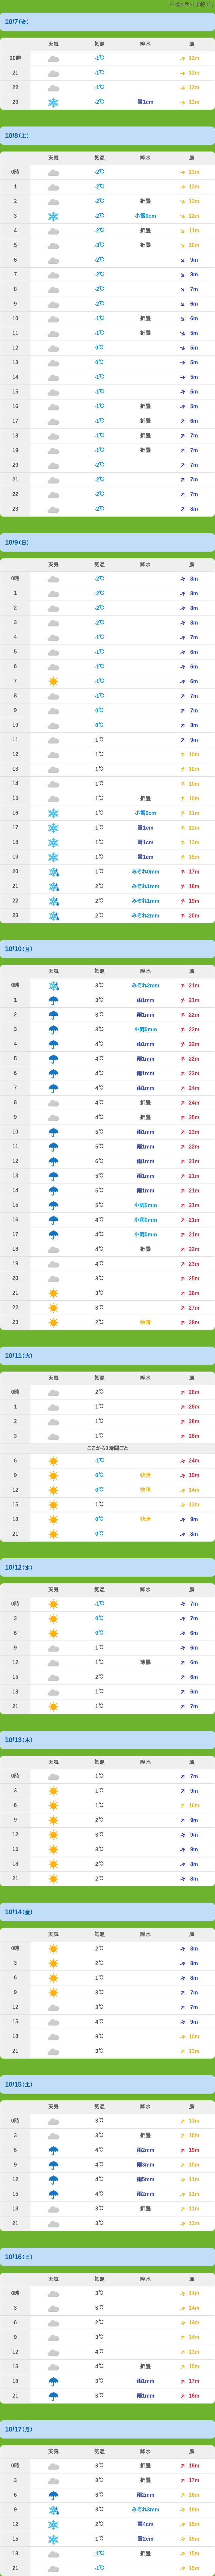 10/7(金)
天気 気温 降水 風
20時 -1℃ 12m
21 -1℃ 12m
22 -1℃ 12m
23 -2℃ 雪1cm 13m
10/8(土)
天気 気温 降水 風
0時 -2℃ 13m
1 -2℃ 12m
2 -2℃ 折曇 12m
3 -2℃ 小雪0cm 12m
4 -2℃ 折曇 11m
5 -3℃ 折曇 10m
6 -2℃ 9m
7 -2℃ 8m
8 -2℃ 7m
9 -2℃ 6m
10 -1℃ 折曇 6m
11 -1℃ 折曇 5m
12 0℃ 5m
13 0℃ 5m
14 -1℃ 5m
15 -1℃ 5m
16 -1℃ 折曇 5m
17 -1℃ 折曇 6m
18 -1℃ 折曇 7m
19 -1℃ 折曇 7m
20 -2℃ 7m
21 -2℃ 7m
22 -2℃ 7m
23 -2℃ 8m
10/9(日)
天気 気温 降水 風
0時 -2℃ 8m
1 -2℃ 8m
2 -2℃ 8m
3 -2℃ 8m
4 -1℃ 7m
5 -1℃ 6m
6 -1℃ 6m
7 -1℃ 6m
8 -1℃ 7m
9 0℃ 7m
10 0℃ 8m
11 1℃ 9m
12 1℃ 10m
13 1℃ 10m
14 1℃ 10m
15 1℃ 折曇 10m
16 1℃ 小雪0cm 11m
17 1℃ 雪1cm 12m
18 1℃ 雪1cm 13m
19 1℃ 雪1cm 15m
20 1℃ みぞれ0mm 17m
21 2℃ みぞれ1mm 18m
22 2℃ みぞれ1mm 19m
23 2℃ みぞれ2mm 20m
10/10(月)
天気 気温 降水 風
0時 3℃ みぞれ2mm 21m
1 3℃ 雨1mm 21m
2 3℃ 雨1mm 22m
3 3℃ 小雨0mm 22m
4 4℃ 雨1mm 22m
5 4℃ 雨1mm 22m
6 4℃ 雨1mm 23m
7 4℃ 雨1mm 24m
8 4℃ 折曇 24m
9 4℃ 折曇 25m
10 5℃ 雨1mm 23m
11 5℃ 雨1mm 22m
12 6℃ 雨1mm 21m
13 5℃ 雨1mm 21m
14 5℃ 雨1mm 21m
15 5℃ 小雨0mm 21m
16 4℃ 小雨0mm 21m
17 4℃ 小雨0mm 21m
18 4℃ 折曇 22m
19 4℃ 23m
20 3℃ 25m
21 3℃ 26m
22 3℃ 27m
23 2℃ 快晴 28m
10/11(火)
天気 気温 降水 風
0時 2℃ 28m
1 2℃ 28m
2 1℃ 28m
3 1℃ 28m
ここから3時間ごと
6 -1℃ 24m
9 0℃ 快晴 19m
12 0℃ 快晴 14m
15 1℃ 12m
18 0℃ 快晴 9m
21 0℃ 8m
10/12(水)
天気 気温 降水 風
0時 -1℃ 7m
3 0℃ 7m
6 0℃ 6m
9 1℃ 6m
12 1℃ 薄曇 6m
15 2℃ 6m
18 1℃ 6m
21 1℃ 7m
10/13(木)
天気 気温 降水 風
0時 1℃ 7m
3 1℃ 9m
6 1℃ 10m
9 2℃ 9m
12 3℃ 9m
15 3℃ 9m
18 2℃ 8m
21 2℃ 8m
10/14(金)
天気 気温 降水 風
0時 2℃ 8m
3 2℃ 8m
6 1℃ 8m
9 3℃ 7m
12 3℃ 7m
15 4℃ 9m
18 3℃ 10m
21 3℃ 12m
10/15(土)
天気 気温 降水 風
0時 3℃ 13m
3 3℃ 折曇 16m
6 4℃ 雨2mm 19m
9 4℃ 雨3mm 15m
12 4℃ 雨5mm 11m
15 4℃ 雨2mm 11m
18 3℃ 折曇 11m
21 3℃ 13m
10/16(日)
天気 気温 降水 風
0時 3℃ 14m
3 3℃ 14m
6 2℃ 14m
9 3℃ 14m
12 4℃ 13m
15 4℃ 折曇 15m
18 3℃ 雨1mm 17m
21 3℃ 雨1mm 18m
10/17(月)
天気 気温 降水 風
0時 3℃ 折曇 18m
3 3℃ 折曇 17m
6 3℃ 雨2mm 16m
9 3℃ みぞれ3mm 16m
12 2℃ 雪4cm 15m
15 1℃ 雪2cm 15m
18 -1℃ 折曇 15m
21 -1℃ 15m